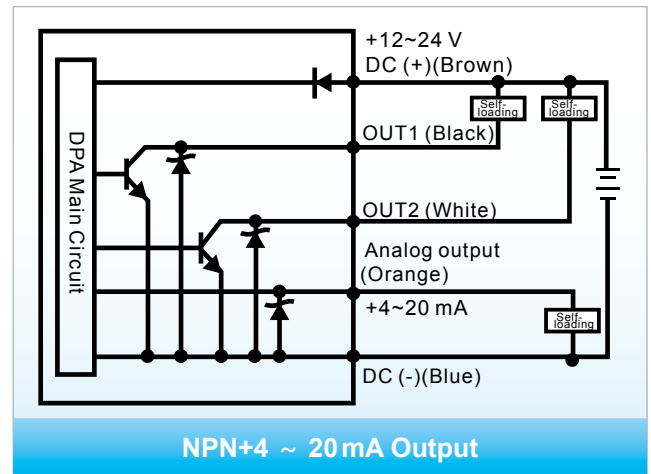 +12~24 V
DC (+)(Brown)
Self-
loading
Self-
loading
OUT1 (Black)
DPA Main Circuit
OUT2 (White)
Analog output
(Orange)
+4~20 mA
Self-
loading
DC (-)(Blue)
NPN+4 ~ 20 mA Output